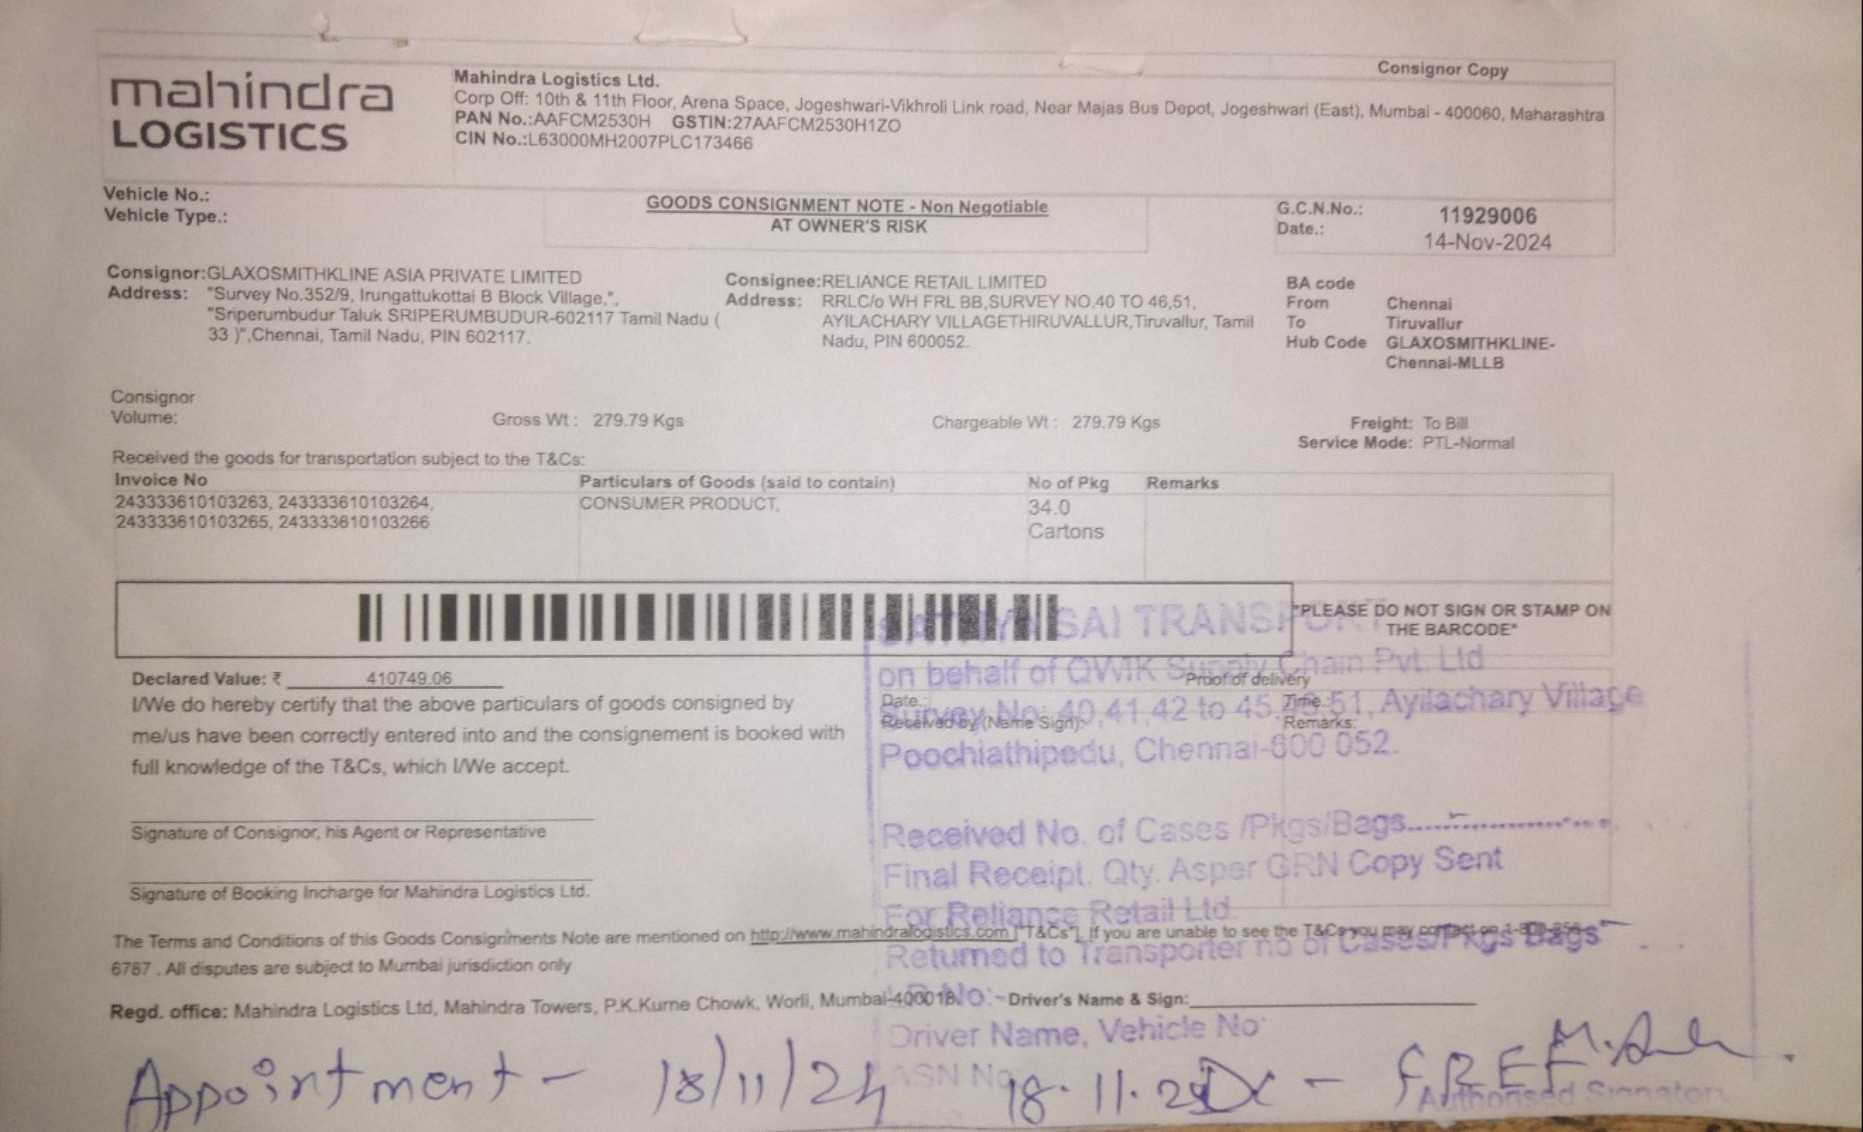 Consignor Copy
mahindra
LOGISTICS
Mahindra Logistics Ltd.
Corp Off: 10th & 11th Floor, Arena Space, Jogeshwari-Vikhroli Link road, Near Majas Bus Depot, Jogeshwari (East), Mumbai - 400060, Maharashtra
PAN No.:AAFCM2530H GSTIN:27AAFCM2530H1ZO
CIN No.:L63000MH2007PLC173466
Vehicle No.:
Vehicle Type.:
GOODS CONSIGNMENT NOTE - Non Negotiable
AT OWNER'S RISK
G.C.N.No.: 11929006
Date.: 14-Nov-2024
Consignor:GLAXOSMITHKLINE ASIA PRIVATE LIMITED
Address: "Survey No.352/9, Irungattukottai B Block Village,",
"Sriperumbudur Taluk SRIPERUMBUDUR-602117 Tamil Nadu (
33 )",Chennai, Tamil Nadu, PIN 602117.
Consignee:RELIANCE RETAIL LIMITED
Address: RRLC/o WH FRL BB,SURVEY NO.40 TO 46,51,
AYILACHARY VILLAGETHIRUVALLUR,Tiruvallur, Tamil
Nadu, PIN 600052.
BA code
From Chennai
To Tiruvallur
Hub Code GLAXOSMITHKLINE-
Chennai-MLLB
Consignor
Volume:
Gross Wt : 279.79 Kgs
Chargeable Wt : 279.79 Kgs
Freight: To Bill
Service Mode: PTL-Normal
Received the goods for transportation subject to the T&Cs:
Invoice No Particulars of Goods (said to contain) No of Pkg Remarks
243333610103263, 243333610103264, CONSUMER PRODUCT, 34.0
243333610103265, 243333610103266 Cartons
*PLEASE DO NOT SIGN OR STAMP ON
THE BARCODE*
SAI TRANSPORT
on behalf of QWIK Supply Chain Pvt. Ltd
Survey No: 40,41,42 to 45, 51, Ayilachary Village
Poochiathipedu, Chennai-600 052.
Received No. of Cases /Pkgs/Bags
Final Receipt. Qty. Asper GRN Copy Sent
For Reliance Retail Ltd.
Returned to Transporter no of Cases/Pkgs Bags
Driver Name, Vehicle No
ASN No
Authorised Signatory
Proof of delivery
Date.: Time.:
Received by (Name Sign): Remarks:
Declared Value: ₹ 410749.06
I/We do hereby certify that the above particulars of goods consigned by
me/us have been correctly entered into and the consignement is booked with
full knowledge of the T&Cs, which I/We accept.
Signature of Consignor, his Agent or Representative
Signature of Booking Incharge for Mahindra Logistics Ltd.
The Terms and Conditions of this Goods Consignments Note are mentioned on http://www.mahindralogistics.com ["T&Cs"]. If you are unable to see the T&Cs you may contact on
6787 . All disputes are subject to Mumbai jurisdiction only
Regd. office: Mahindra Logistics Ltd, Mahindra Towers, P.K.Kurne Chowk, Worli, Mumbai-400018. Driver's Name & Sign:
Appointment - 18/11/24 18.11.24